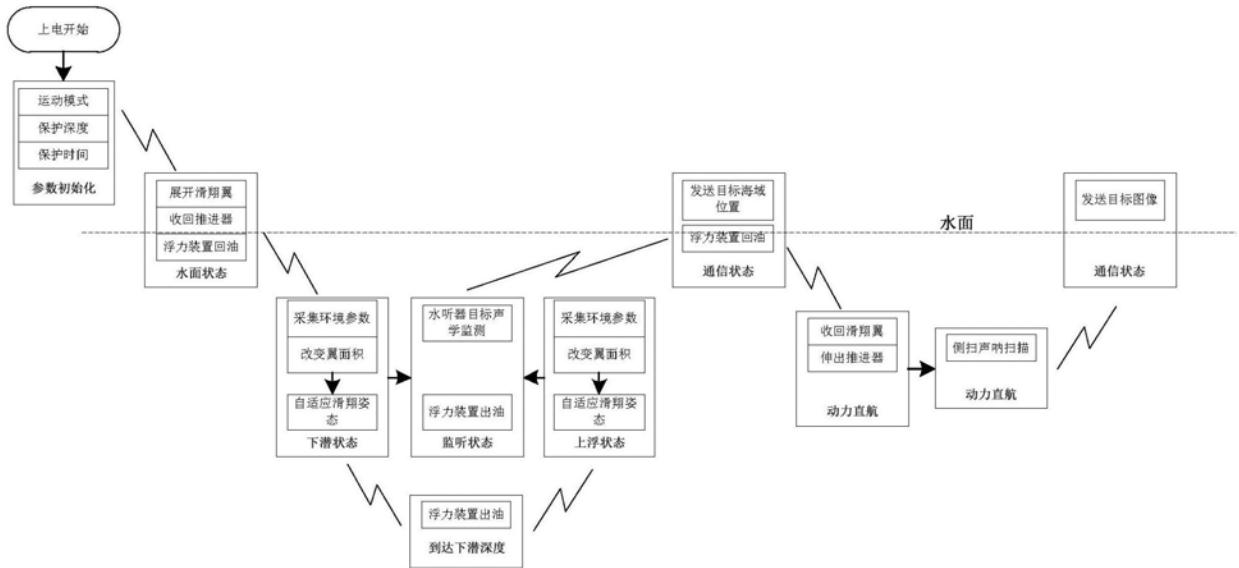 上电开始
运动模式
保护深度
保护时间
参数初始化
展开滑翔翼
收回推进器
浮力装置回油
水面状态
发送目标海域
位置
浮力装置回油
通信状态
水面
发送目标图像
通信状态
采集环境参数
改变翼面积
自适应滑翔姿
态
下潜状态
水听器目标声
学监测
浮力装置出油
监听状态
采集环境参数
改变翼面积
自适应滑翔姿
态
上浮状态
收回滑翔翼
伸出推进器
动力直航
侧扫声呐扫描
动力直航
浮力装置出油
到达下潜深度